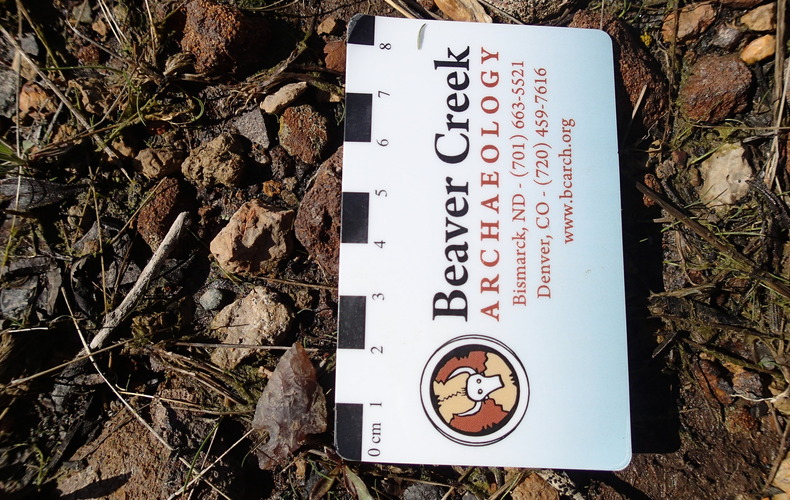 Beaver Creek
ARCHAEOLOGY
Bismarck, ND - (701) 663-5521
Denver, CO - (720) 459-7616
www.bcarch.org
0 cm 1 2 3 4 5 6 7 8